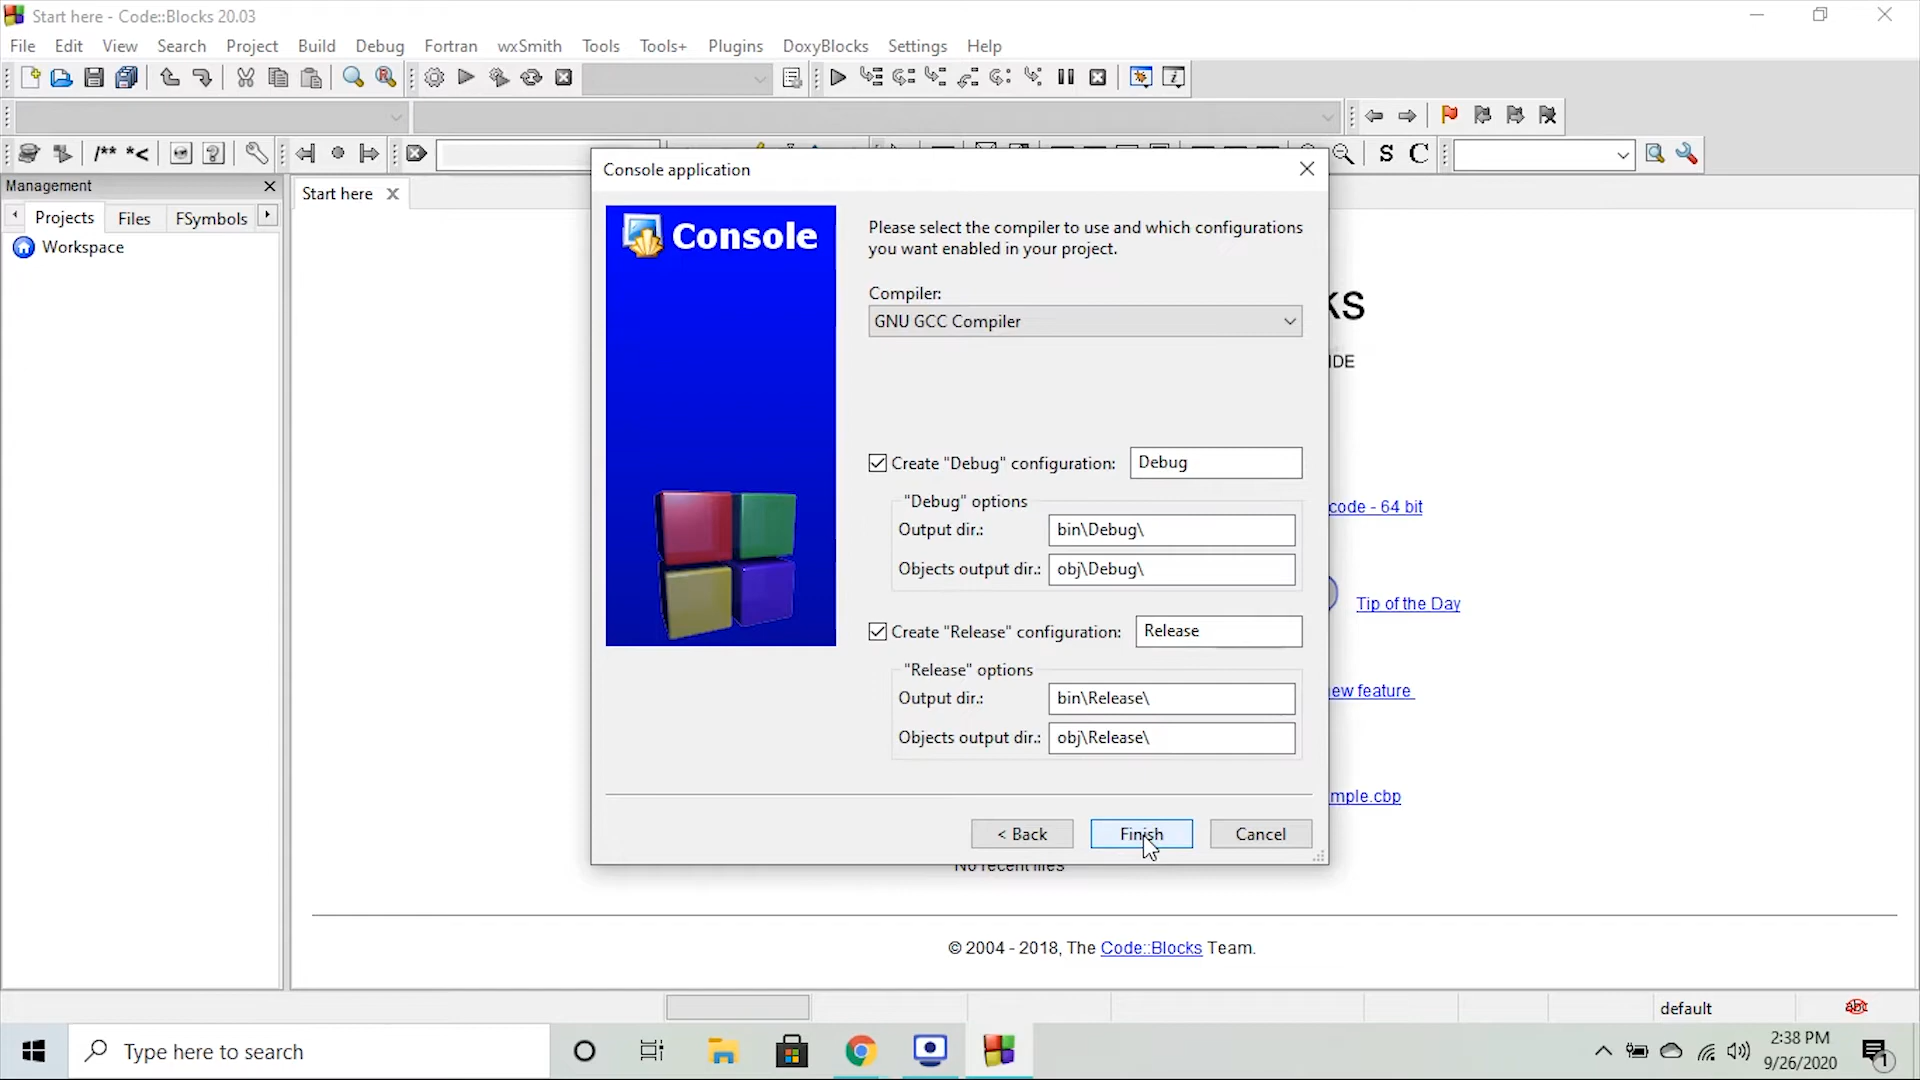 Start here - Code::Blocks 20.03
File Edit View Search Project Build Debug Fortran wxSmith Tools Tools+ Plugins DoxyBlocks Settings Help
/** *<
S C
Management
Projects Files FSymbols
Workspace
Start here
Console application
Console
Please select the compiler to use and which configurations
you want enabled in your project.
Compiler:
GNU GCC Compiler
Create "Debug" configuration: Debug
"Debug" options
Output dir.: bin\Debug\
Objects output dir.: obj\Debug\
Create "Release" configuration: Release
"Release" options
Output dir.: bin\Release\
Objects output dir.: obj\Release\
< Back Finish Cancel
KS
IDE
code - 64 bit
Tip of the Day
ew feature
mple.cbp
No recent files
© 2004 - 2018, The Code::Blocks Team.
default
abc
Type here to search
2:38 PM
9/26/2020
1